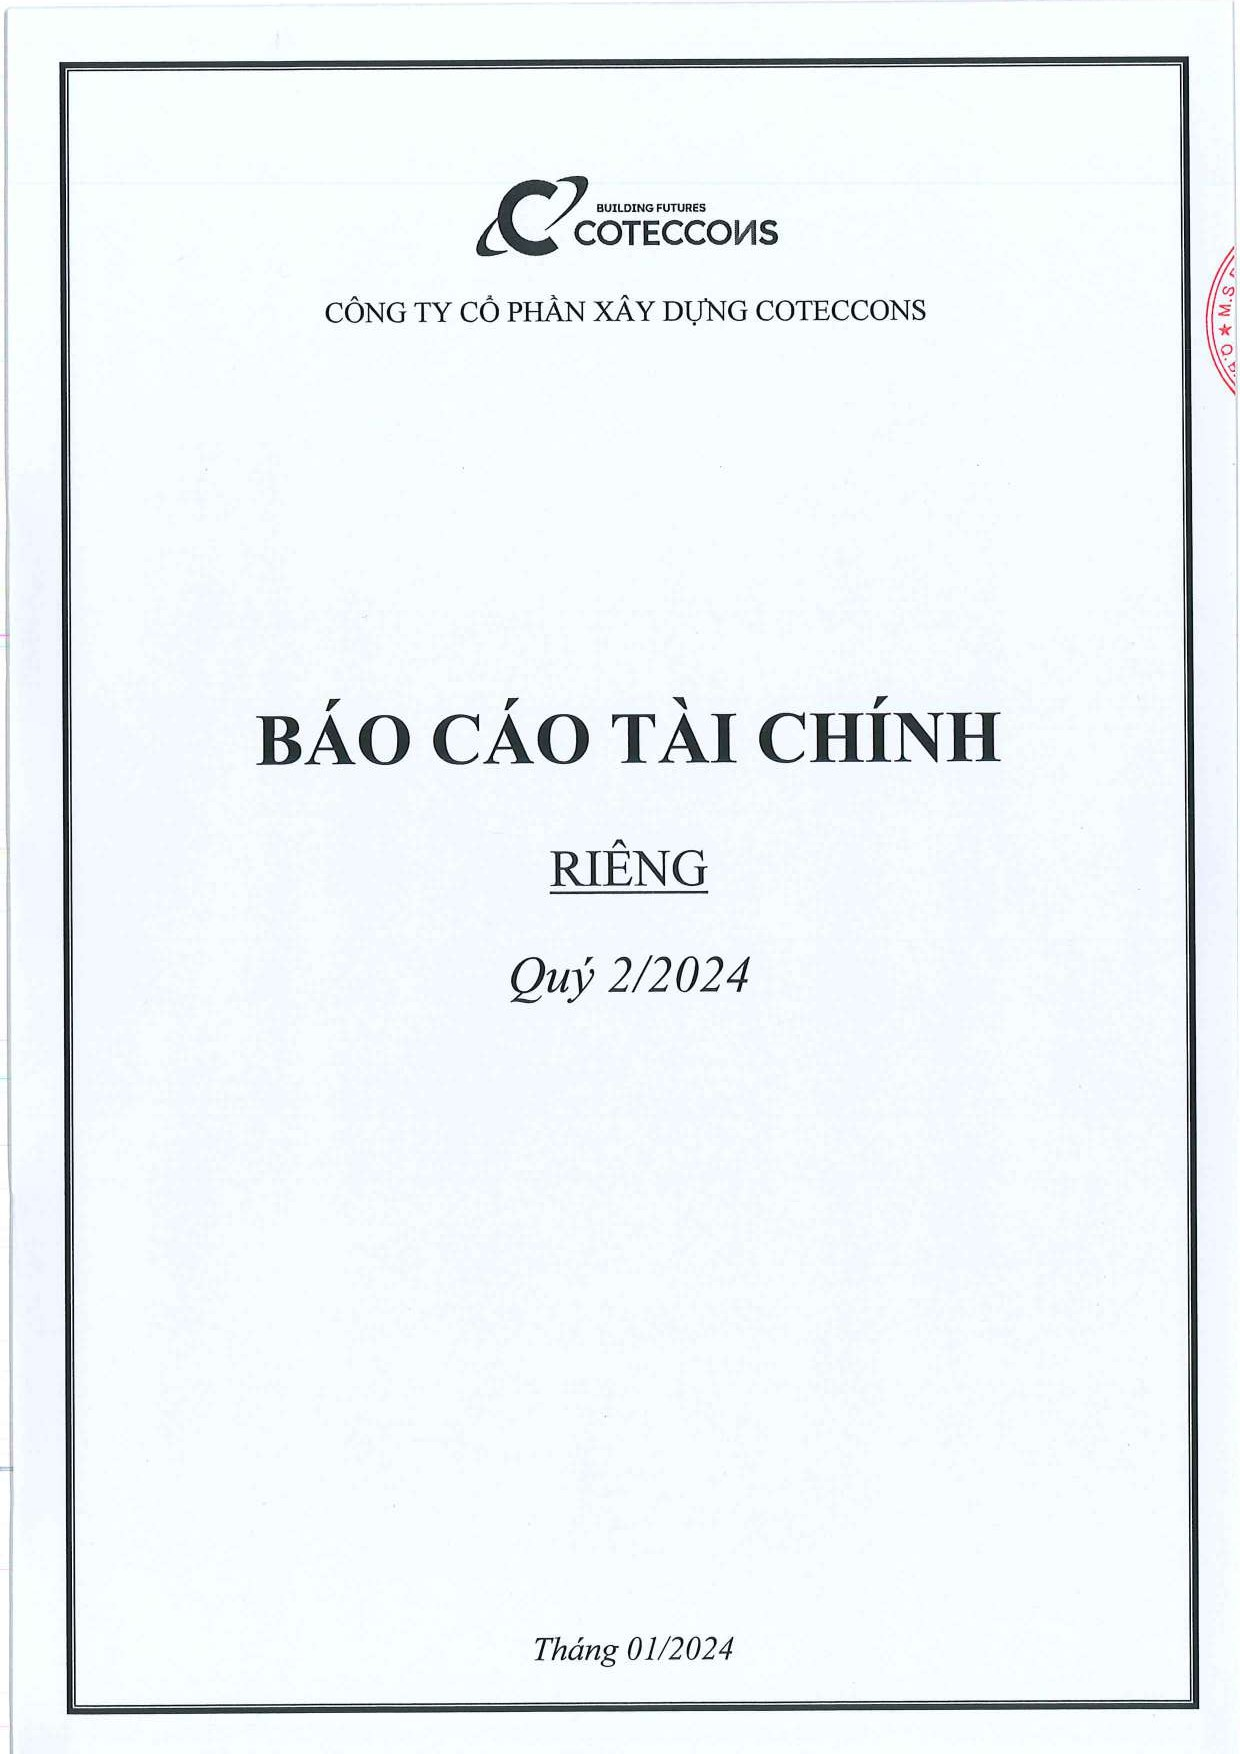 BUILDING FUTURES
COTECCONS
CÔNG TY CỔ PHẦN XÂY DỰNG COTECCONS
M.S
BÁO CÁO TÀI CHÍNH
RIÊNG
Quý 2/2024
Tháng 01/2024